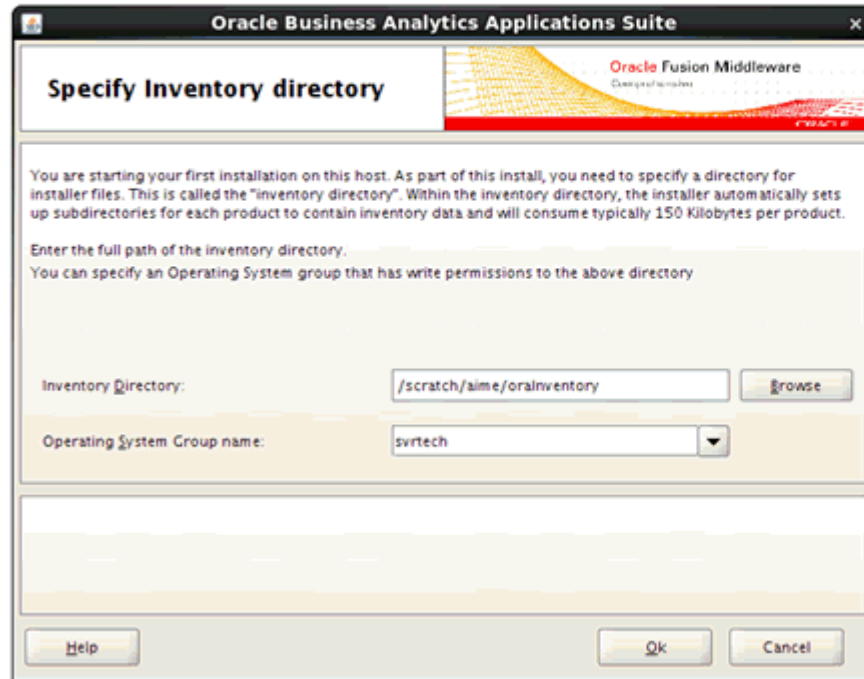 Oracle Business Analytics Applications Suite
Specify Inventory directory
Oracle Fusion Middleware
ORACLE
You are starting your first installation on this host. As part of this install, you need to specify a directory for
installer files. This is called the "inventory directory". Within the inventory directory, the installer automatically sets
up subdirectories for each product to contain inventory data and will consume typically 150 Kilobytes per product.
Enter the full path of the inventory directory.
You can specify an Operating System group that has write permissions to the above directory
Inventory Directory:
/scratch/aime/oraInventory
Browse
Operating System Group name:
svrtech
Help
Ok
Cancel